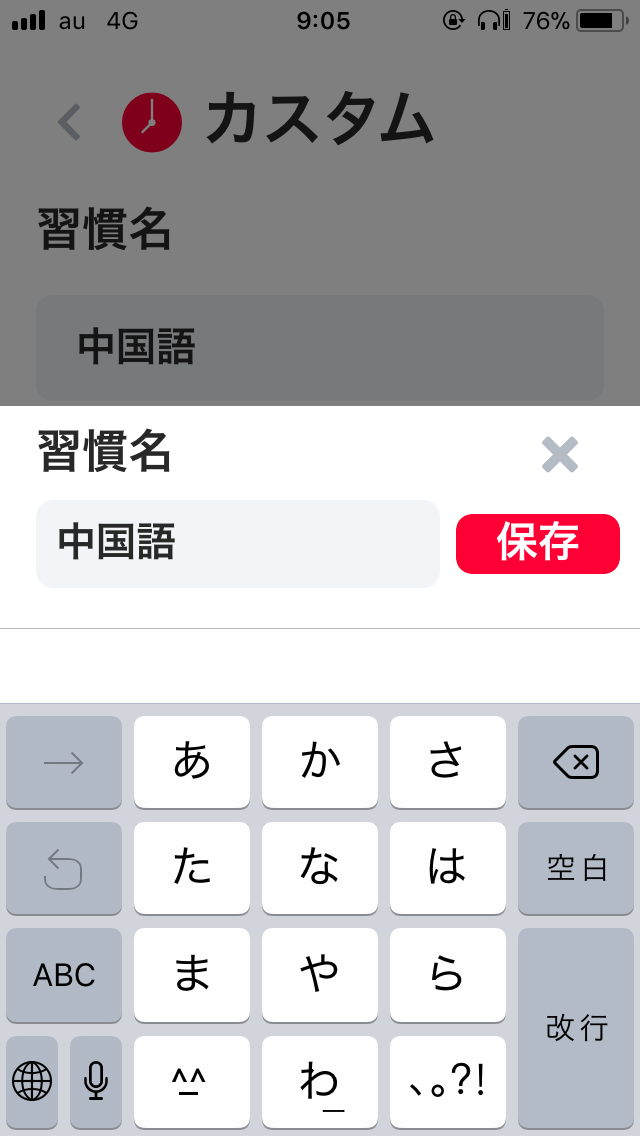 au 4G 9:05 76%
カスタム
習慣名
中国語
習慣名
中国語 保存
→ あ か さ
た な は 空白
ABC ま や ら
改行
^^ わ_ 、。?!